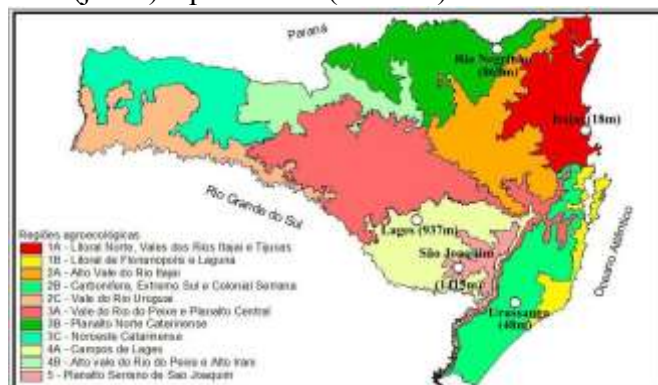 Paraná
Rio Negrinho
(869m)
Itajaí (18m)
Rio Grande do Sul
Lages (937m)
São Joaquim
(1415m)
Urussanga
(48m)
Oceano Atlântico
Regiões agroecológicas
1A - Litoral Norte, Vales dos Rios Itajaí e Tijucas
1B - Litoral de Florianópolis e Laguna
2A - Alto Vale do Rio Itajaí
2B - Carbonífera, Extremo Sul e Colonial Serrana
2C - Vale do Rio Uruguai
3A - Vale do Rio do Peixe e Planalto Central
3B - Planalto Norte Catarinense
3C - Noroeste Catarinense
4A - Campos de Lages
4B - Alto vale do Rio do Peixe e Alto Irani
5 - Planalto Serrano de São Joaquim